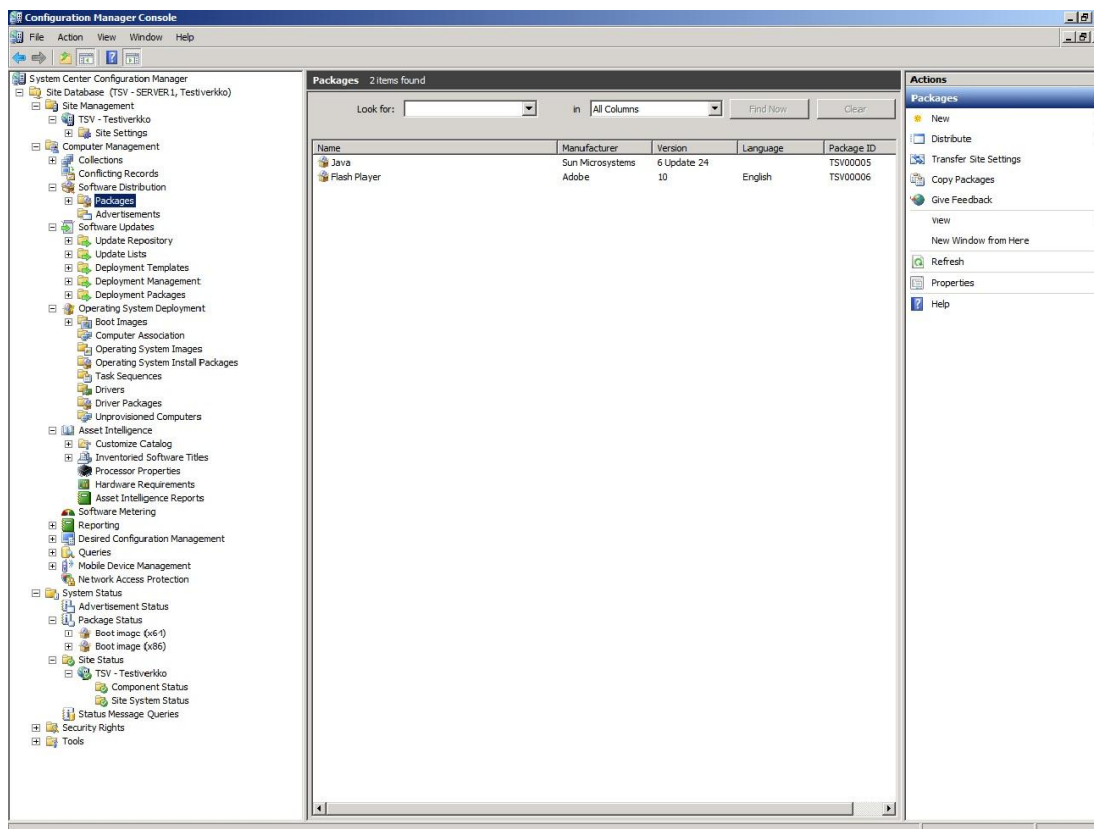 Configuration Manager Console
File Action View Window Help
System Center Configuration Manager
Site Database (TSV - SERVER1, Testiverkko)
Site Management
TSV - Testiverkko
Site Settings
Computer Management
Collections
Conflicting Records
Software Distribution
Packages
Advertisements
Software Updates
Update Repository
Update Lists
Deployment Templates
Deployment Management
Deployment Packages
Operating System Deployment
Boot Images
Computer Association
Operating System Images
Operating System Install Packages
Task Sequences
Drivers
Driver Packages
Unprovisioned Computers
Asset Intelligence
Customize Catalog
Inventoried Software Titles
Processor Properties
Hardware Requirements
Asset Intelligence Reports
Software Metering
Reporting
Desired Configuration Management
Queries
Mobile Device Management
Network Access Protection
System Status
Advertisement Status
Package Status
Boot image (x64)
Boot image (x86)
Site Status
TSV - Testiverkko
Component Status
Site System Status
Status Message Queries
Security Rights
Tools
Packages 2 items found
Look for: in All Columns Find Now Clear
Name Manufacturer Version Language Package ID
Java Sun Microsystems 6 Update 24 TSV00005
Flash Player Adobe 10 English TSV00006
Actions
Packages
New
Distribute
Transfer Site Settings
Copy Packages
Give Feedback
View
New Window from Here
Refresh
Properties
Help